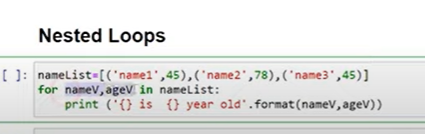 Nested Loops
[ ]: nameList=[('name1',45),('name2',78),('name3',45)]
for nameV,ageV in nameList:
print ('{} is  {} year old'.format(nameV,ageV))